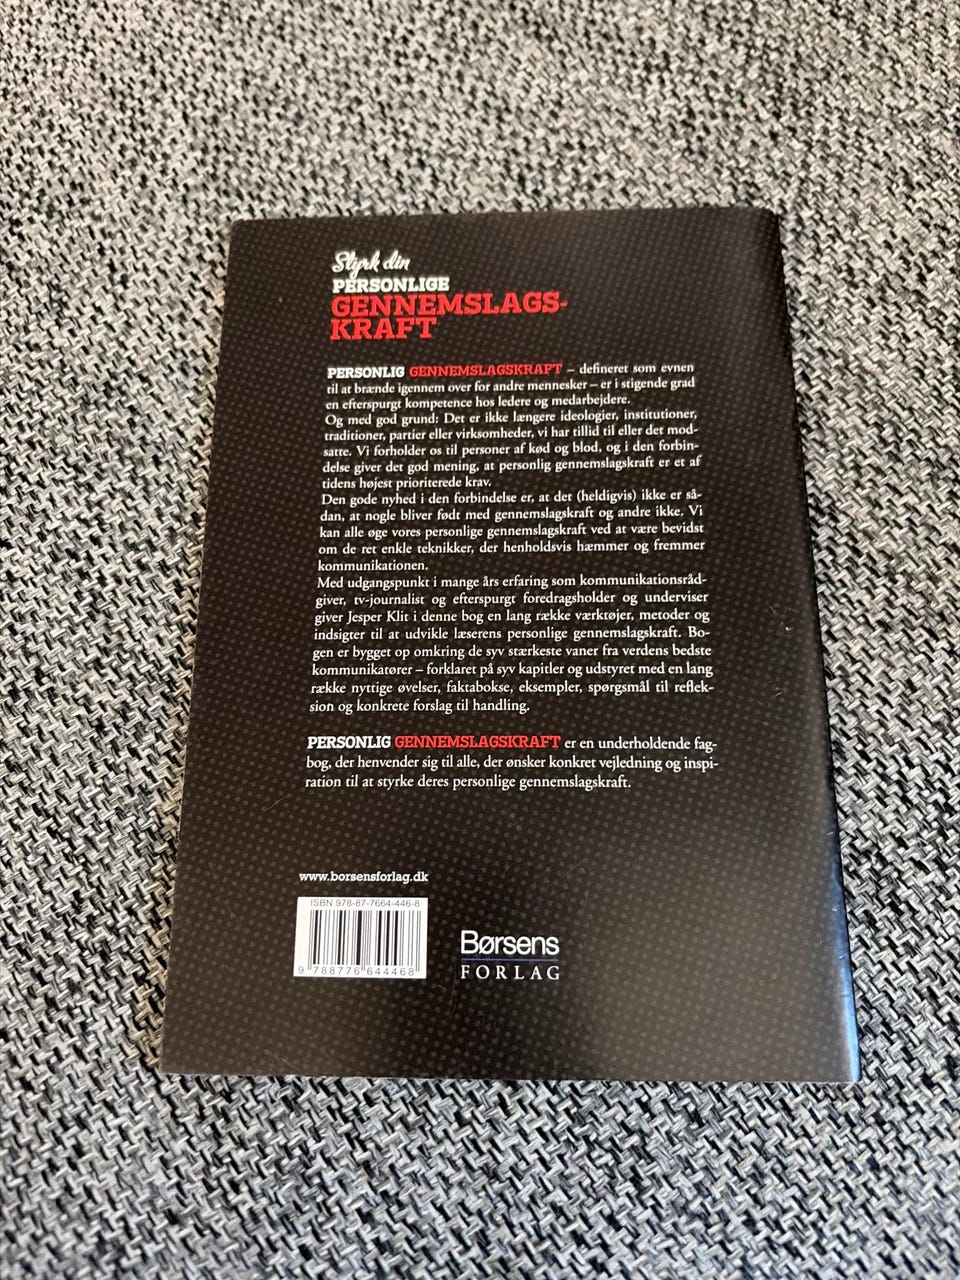 Styrk din
PERSONLIGE
GENNEMSLAGS-
KRAFT
PERSONLIG GENNEMSLAGSKRAFT – defineret som evnen
til at brænde igennem over for andre mennesker – er i stigende grad
en efterspurgt kompetence hos ledere og medarbejdere.
Og med god grund: Det er ikke længere ideologier, institutioner,
traditioner, partier eller virksomheder, vi har tillid til eller det mod-
satte. Vi forholder os til personer af kød og blod, og i den forbin-
delse giver det god mening, at personlig gennemslagskraft er et af
tidens højest prioriterede krav.
Den gode nyhed i den forbindelse er, at det (heldigvis) ikke er så-
dan, at nogle bliver født med gennemslagskraft og andre ikke. Vi
kan alle øge vores personlige gennemslagskraft ved at være bevidst
om de ret enkle teknikker, der henholdsvis hæmmer og fremmer
kommunikationen.
Med udgangspunkt i mange års erfaring som kommunikationsråd-
giver, tv-journalist og efterspurgt foredragsholder og underviser
giver Jesper Klit i denne bog en lang række værktøjer, metoder og
indsigter til at udvikle læserens personlige gennemslagskraft. Bo-
gen er bygget op omkring de syv stærkeste vaner fra verdens bedste
kommunikatører – forklaret på syv kapitler og udstyret med en lang
række nyttige øvelser, faktabokse, eksempler, spørgsmål til reflek-
sion og konkrete forslag til handling.
PERSONLIG GENNEMSLAGSKRAFT er en underholdende fag-
bog, der henvender sig til alle, der ønsker konkret vejledning og inspi-
ration til at styrke deres personlige gennemslagskraft.
www.borsensforlag.dk
ISBN 978-87-7664-446-8
9 788776 644468
Børsens
FORLAG